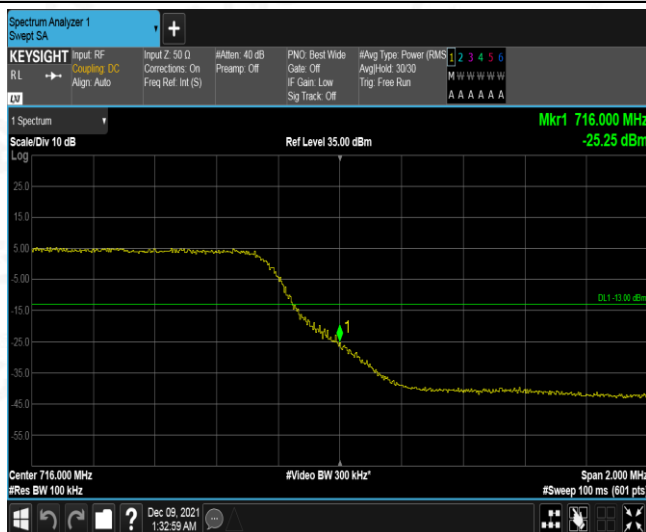 Spectrum Analyzer 1
Swept SA
+
KEYSIGHT Input: RF Input Z: 50 Ω #Atten: 40 dB PNO: Best Wide #Avg Type: Power (RMS 1 2 3 4 5 6
RL Coupling: DC Corrections: On Preamp: Off Gate: Off Avg|Hold: 30/30 M W W W W W
Align: Auto Freq Ref: Int (S) IF Gain: Low Trig: Free Run
Sig Track: Off A A A A A A
LXI
1 Spectrum Mkr1 716.000 MHz
Scale/Div 10 dB Ref Level 35.00 dBm -25.25 dBm
Log
25.0
15.0
5.00
-5.00
DL1 -13.00 dBm
-15.0
1
-25.0
-35.0
-45.0
-55.0
Center 716.000 MHz #Video BW 300 kHz* Span 2.000 MHz
#Res BW 100 kHz #Sweep 100 ms (601 pts)
? Dec 09, 2021
1:32:59 AM